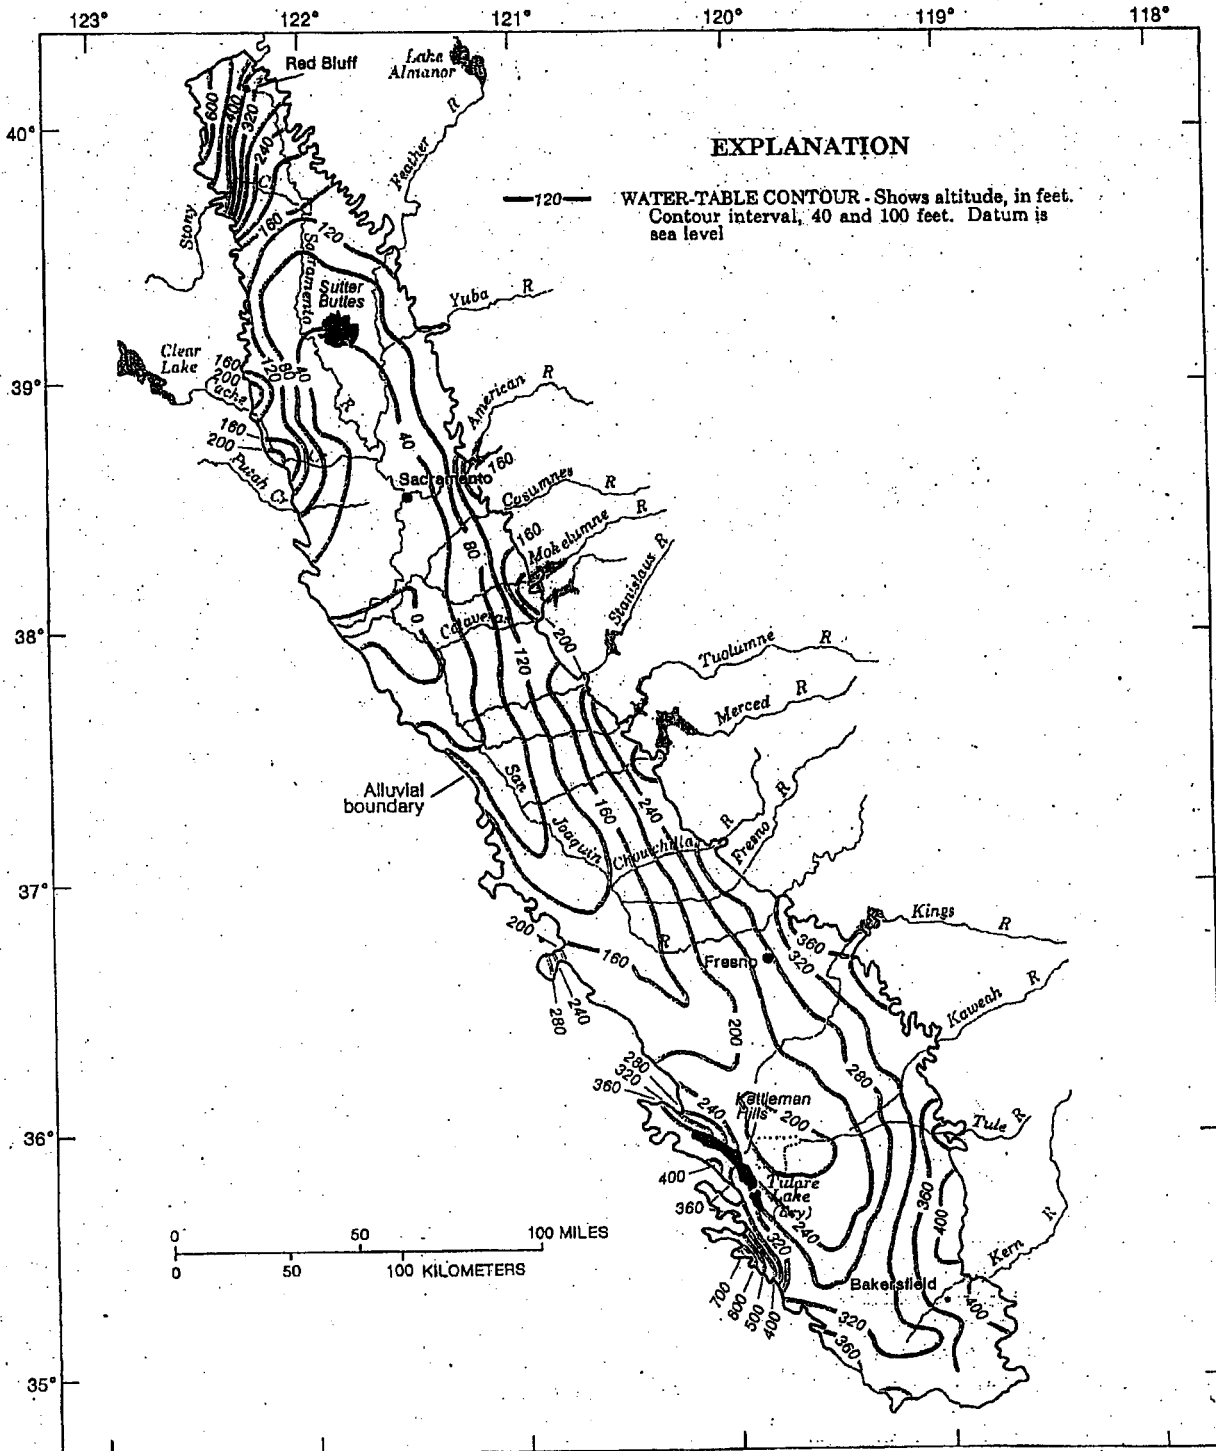 123° 122° 121° 120° 119° 118°
Red Bluff
Lake
Almanor
40°
600
400
320
240
Feather R
EXPLANATION
120
WATER-TABLE CONTOUR - Shows altitude, in feet.
Contour interval, 40 and 100 feet. Datum is
sea level
Stony
C
160
120
Sacramento
R
Sutter
Buttes
Yuba R
Clear
Lake
39°
160
200
Cache
120
80
40
American R
160
200
Putah Cr
40
Sacramento
160
Cosumnes R
80
160
Mokelumne R
Stanislaus R
38°
0
Calaveras
200
120
Tuolumne R
Merced R
Alluvial
boundary
San
Joaquin
R
160
240
Chowchilla R
Fresno R
37°
200
160
Fresno
360
320
Kings R
280
240
200
Kaweah R
280
320
360
280
240
Kettleman
Hills
200
36°
Tule R
400
360
Tulare
Lake
(Dry)
240
320
360
400
Kern R
0 50 100 MILES
0 50 100 KILOMETERS
700
600
500
400
Bakersfield
400
320
360
35°